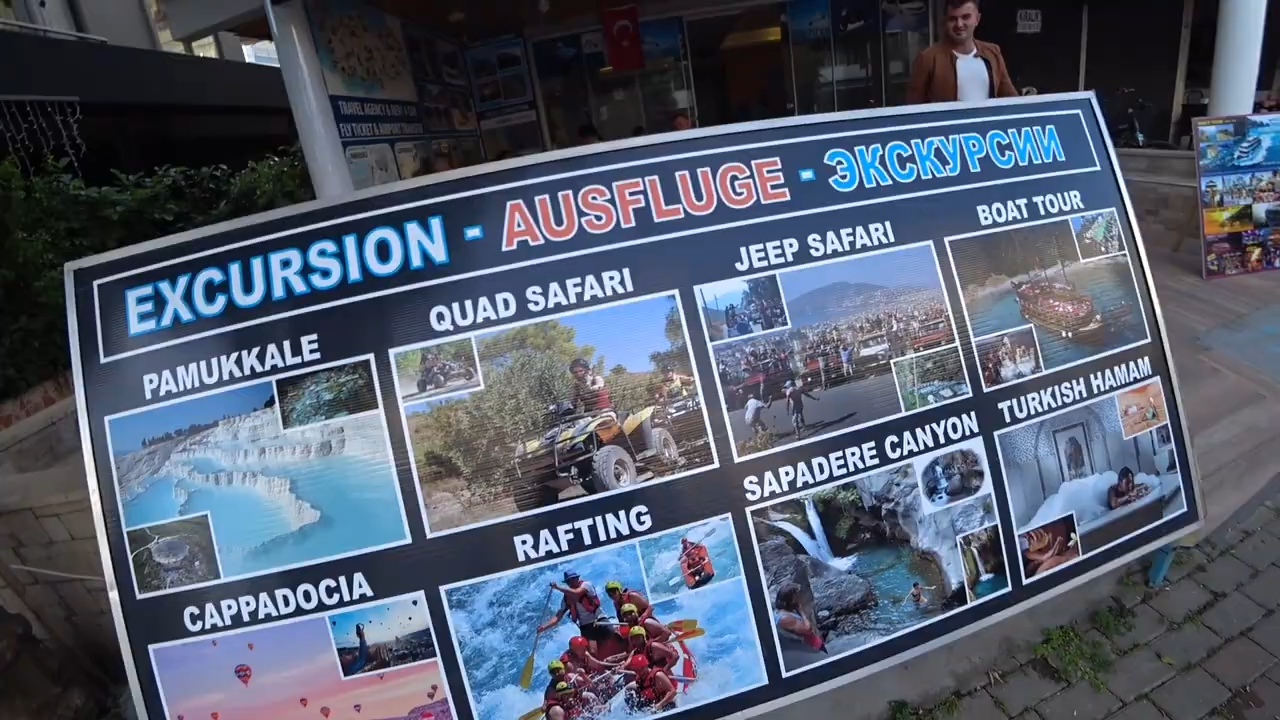 TRAVEL AGENCY & RENT A CAR
FLY TICKET & AIRPORT TRANSFER
EXCURSION - AUSFLUGE - ЭКСКУРСИИ
PAMUKKALE
QUAD SAFARI
JEEP SAFARI
BOAT TOUR
CAPPADOCIA
RAFTING
SAPADERE CANYON
TURKISH HAMAM